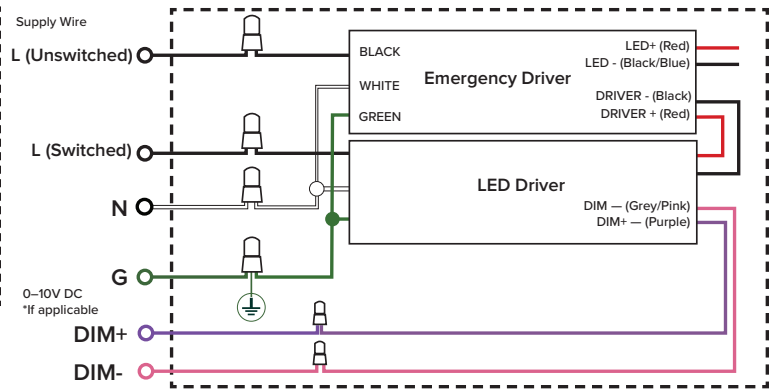 Supply Wire
L (Unswitched)
L (Switched)
N
G
0–10V DC
*If applicable
DIM+
DIM-
BLACK
WHITE
GREEN
Emergency Driver
LED+ (Red)
LED - (Black/Blue)
DRIVER - (Black)
DRIVER + (Red)
LED Driver
DIM — (Grey/Pink)
DIM+ — (Purple)